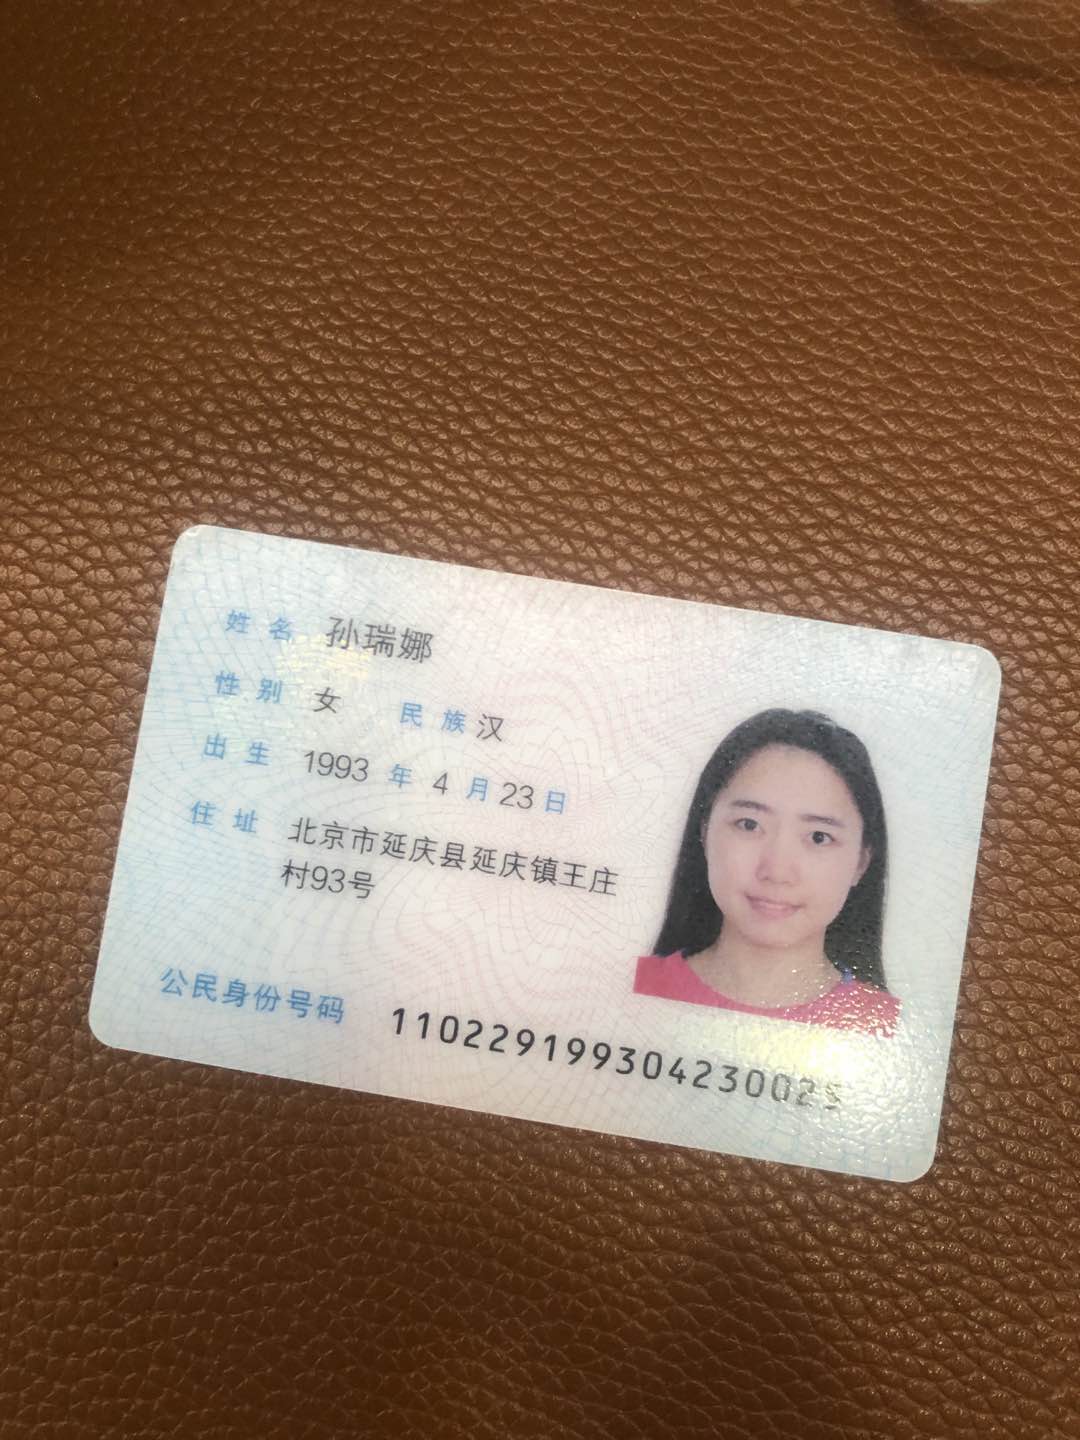 姓名 孙瑞娜
性别 女 民族 汉
出生 1993 年 4 月 23 日
住址 北京市延庆县延庆镇王庄
村93号
公民身份号码 110229199304230025